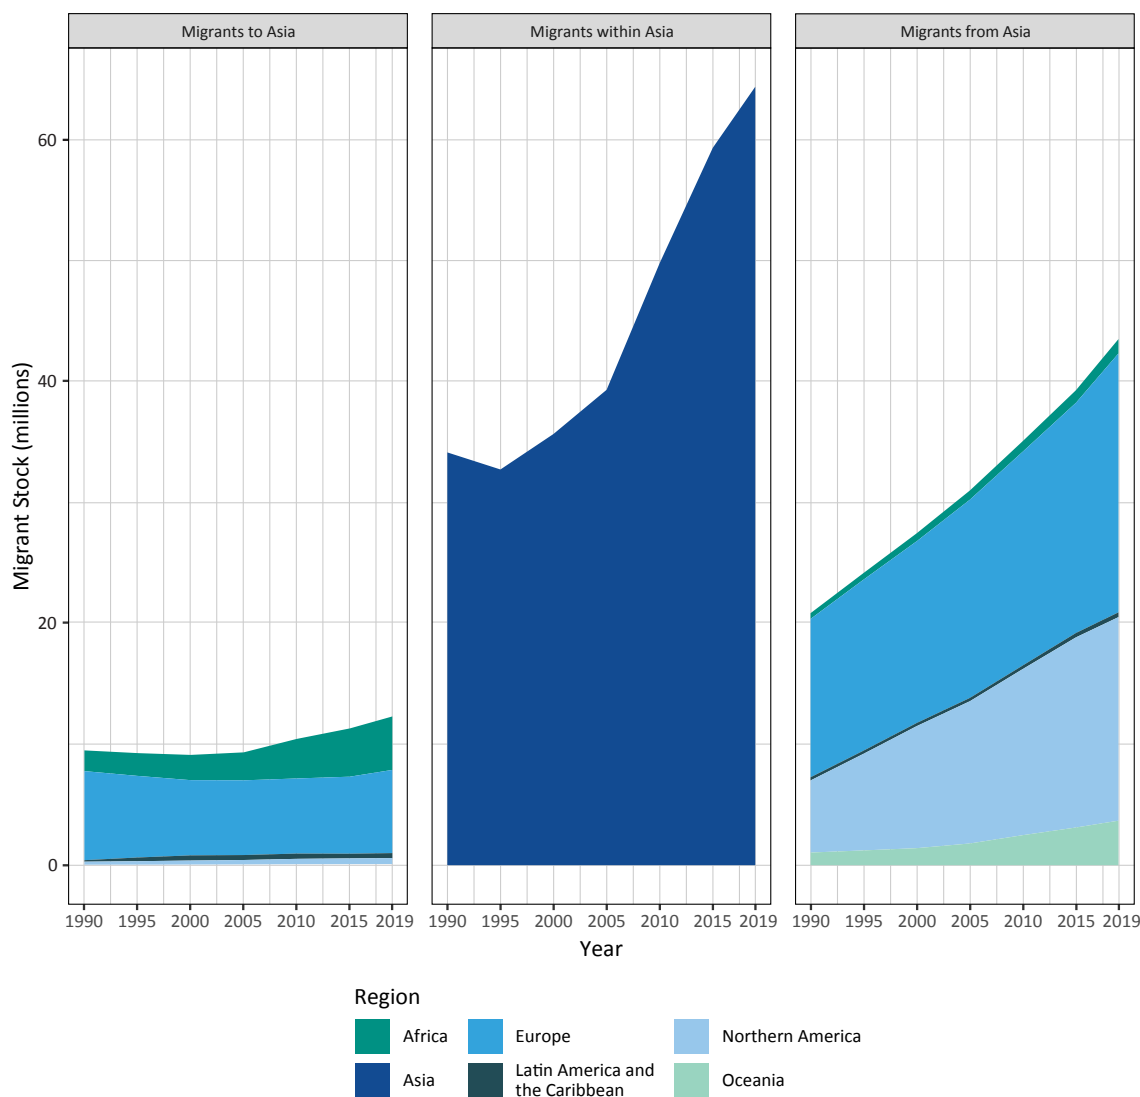 Migrants to Asia
Migrants within Asia
Migrants from Asia
Migrant Stock (millions)
60
40
20
0
1990 1995 2000 2005 2010 2015 2019
1990 1995 2000 2005 2010 2015 2019
1990 1995 2000 2005 2010 2015 2019
Year
Region
Africa
Europe
Northern America
Asia
Latin America and
the Caribbean
Oceania